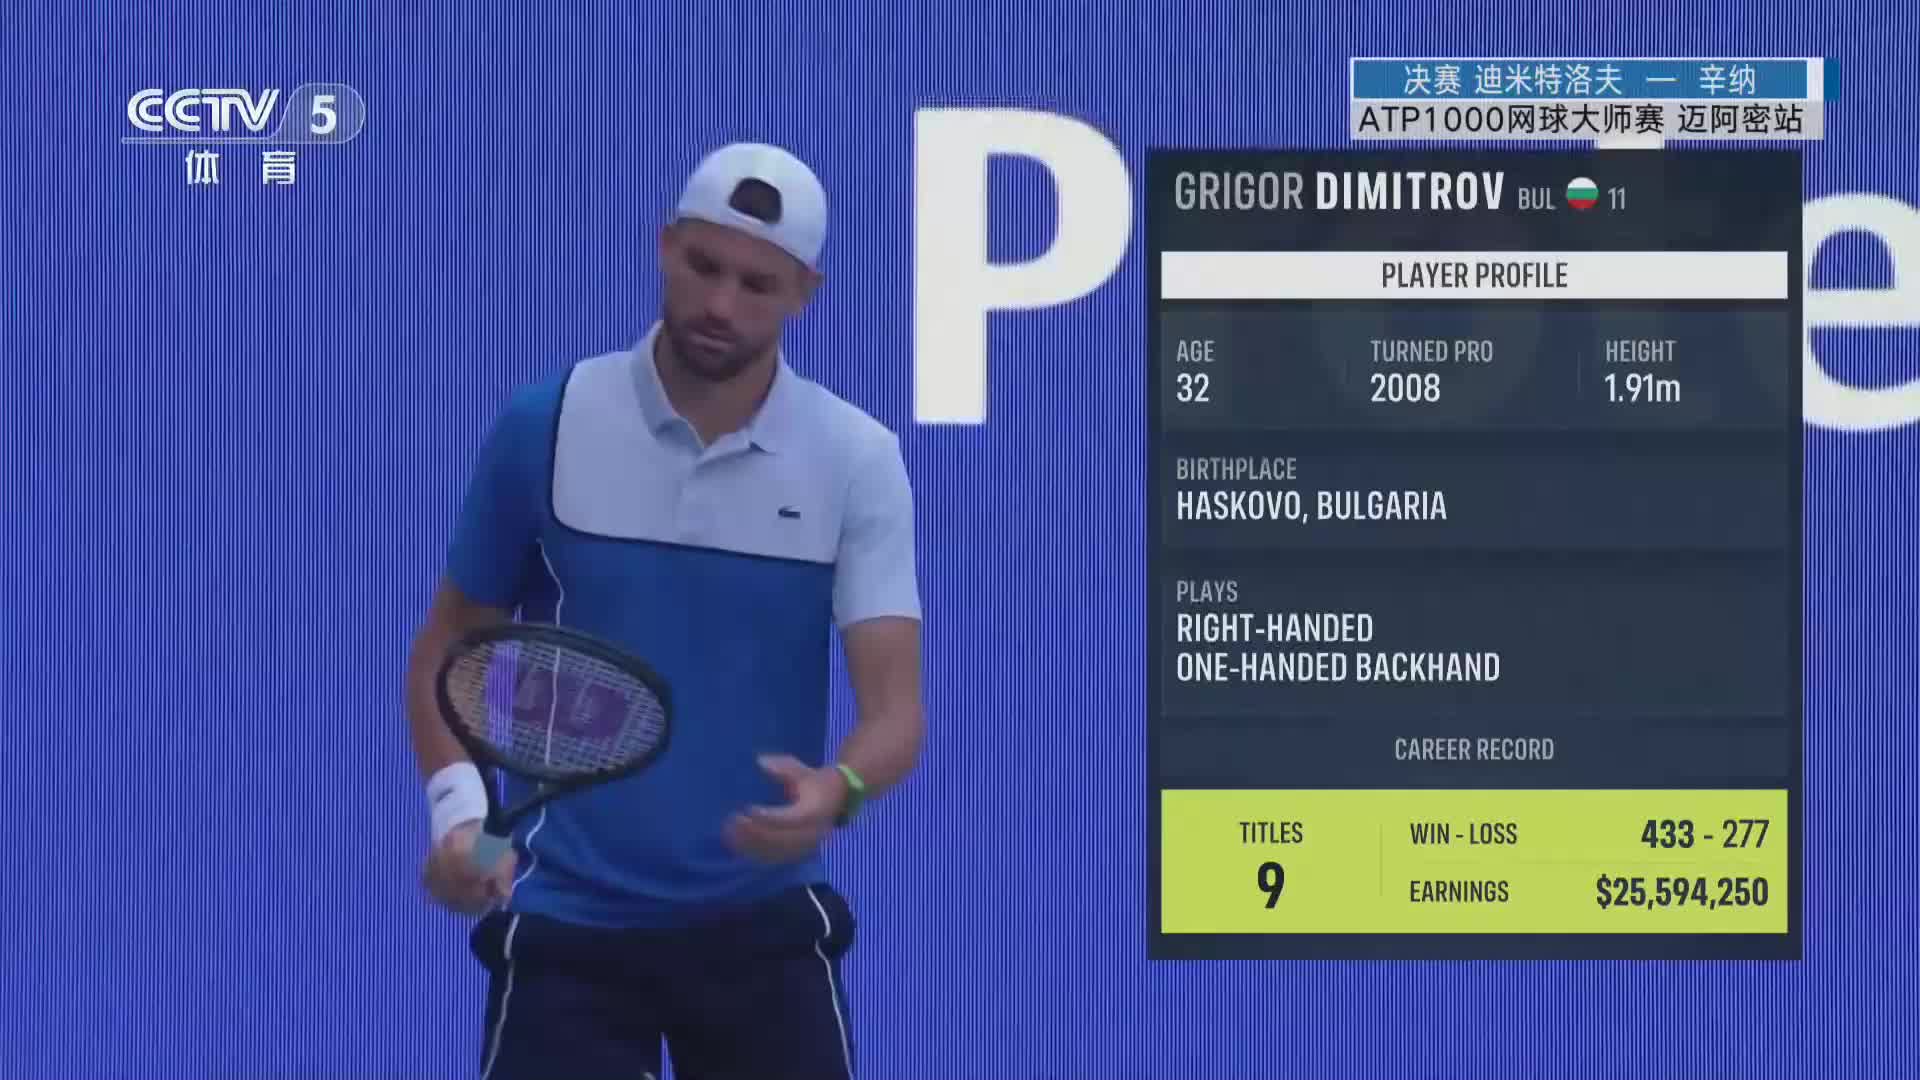 CCTV 5
体育
决赛 迪米特洛夫 — 辛纳
ATP1000网球大师赛 迈阿密站
P
e
GRIGOR DIMITROV BUL 11
PLAYER PROFILE
AGE
32
TURNED PRO
2008
HEIGHT
1.91m
BIRTHPLACE
HASKOVO, BULGARIA
PLAYS
RIGHT-HANDED
ONE-HANDED BACKHAND
CAREER RECORD
TITLES
9
WIN - LOSS 433 - 277
EARNINGS $25,594,250